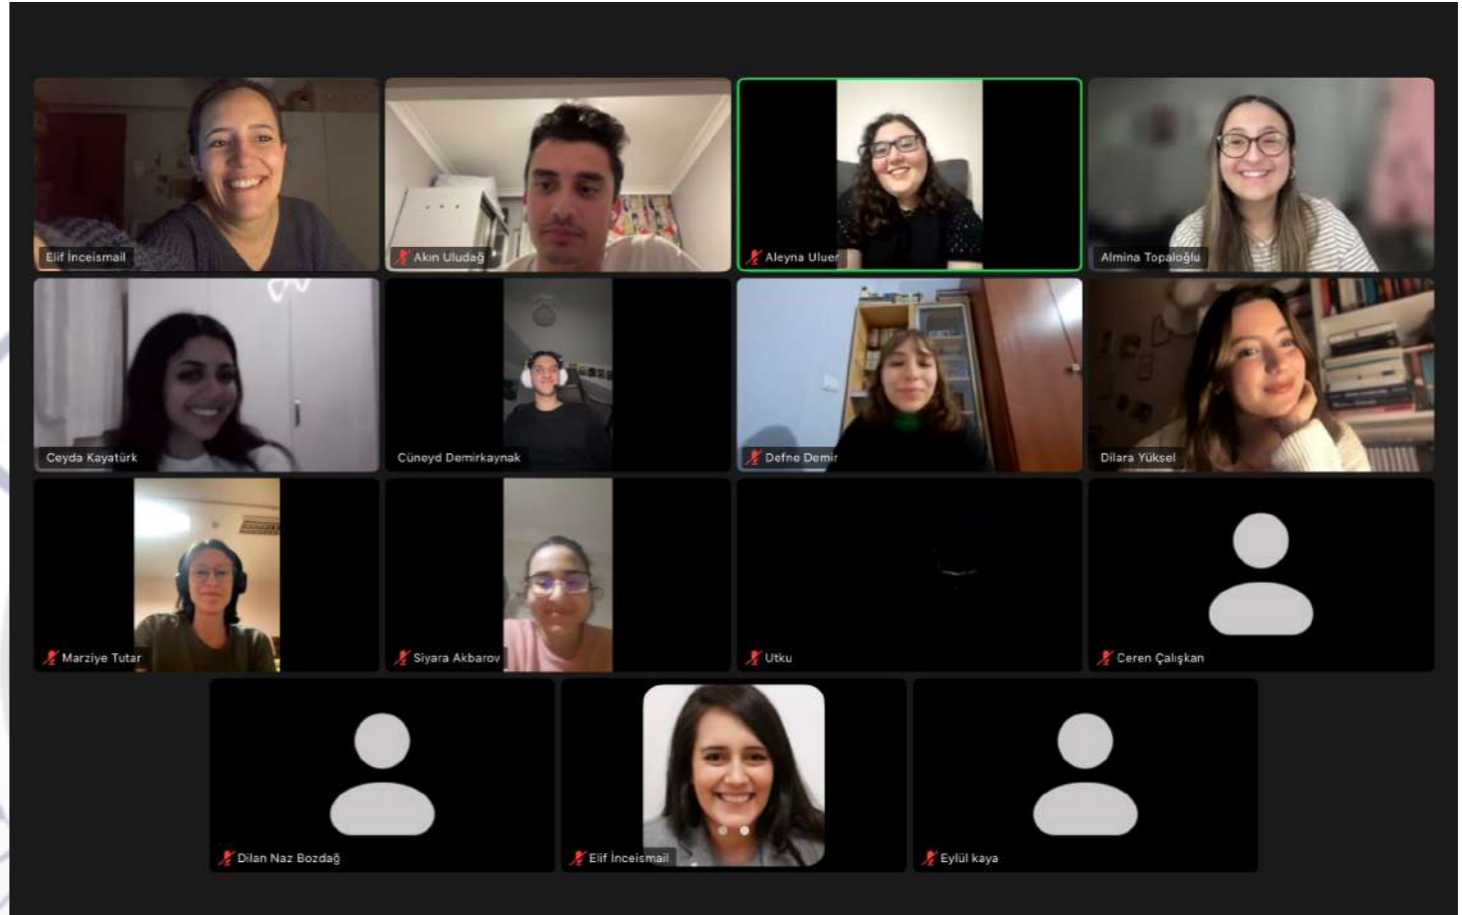 Elif İnceismail
Akın Uludağ
Aleyna Uluer
Almina Topaloğlu
Ceyda Kayatürk
Cüneyd Demirkaynak
Defne Demir
Dilara Yüksel
Marziye Tutar
Siyara Akbarov
Utku
Ceren Çalışkan
Dilan Naz Bozdağ
Elif İnceismail
Eylül kaya